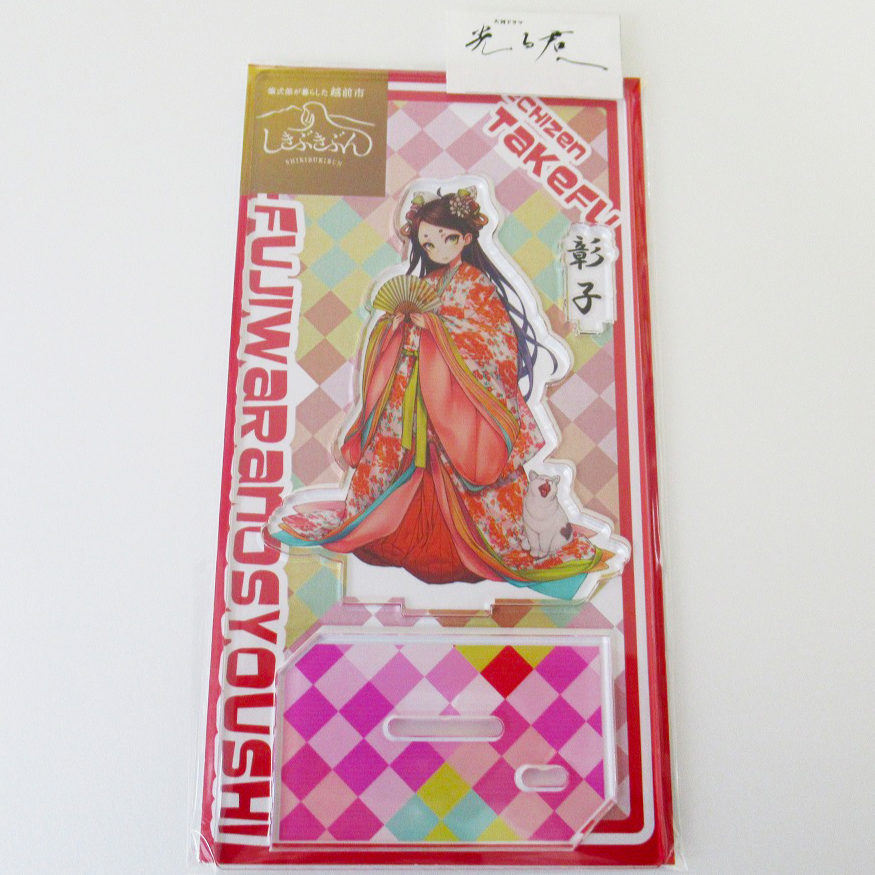 大河ドラマ
光る君へ
紫式部が暮らした越前市
しきぶきぶん
SHIKIBUKIBUN
ECHIZEN
TAKEFU
彰子
FUJIWARANOSYOUSHI